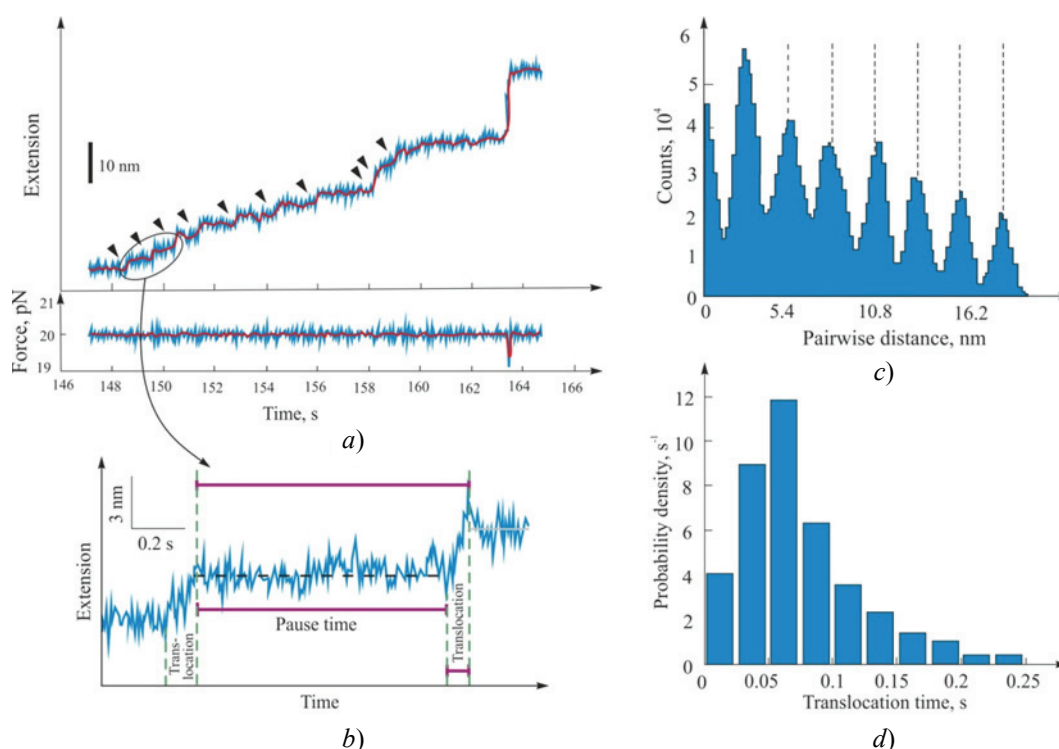 Extension
10 nm
Force, pN
21
20
19
146 148 150 151 154 156 158 160 162 164 166
Time, s
a)
Extension
3 nm
0.2 s
Trans-
location
Pause time
Translocation
Time
b)
Counts, 10⁴
6
5
4
3
2
1
0
5.4 10.8 16.2
Pairwise distance, nm
c)
Probability density, s⁻¹
12
10
8
6
4
2
0
0 0.05 0.1 0.15 0.2 0.25
Translocation time, s
d)